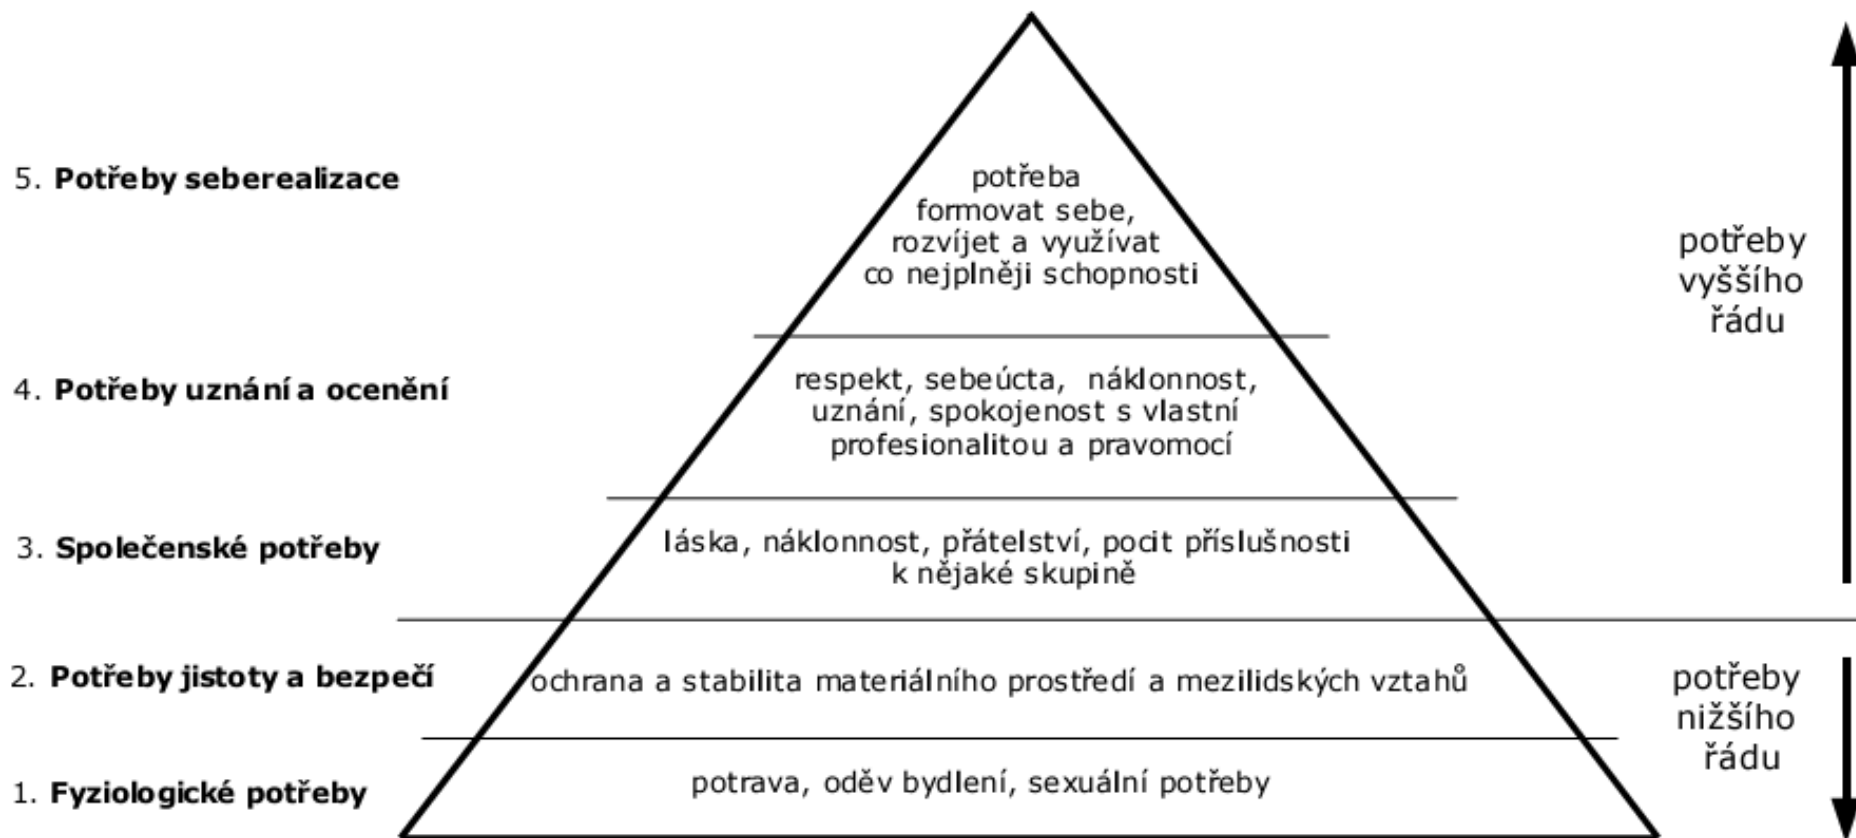 5. Potřeby seberealizace
potřeba
formovat sebe,
rozvíjet a využívat
co nejplněji schopnosti
potřeby
vyššího
řádu
4. Potřeby uznání a ocenění
respekt, sebeúcta, náklonnost,
uznání, spokojenost s vlastní
profesionalitou a pravomocí
3. Společenské potřeby
láska, náklonnost, přátelství, pocit příslušnosti
k nějaké skupině
2. Potřeby jistoty a bezpečí
ochrana a stabilita materiálního prostředí a mezilidských vztahů
potřeby
nižšího
řádu
1. Fyziologické potřeby
potrava, oděv bydlení, sexuální potřeby